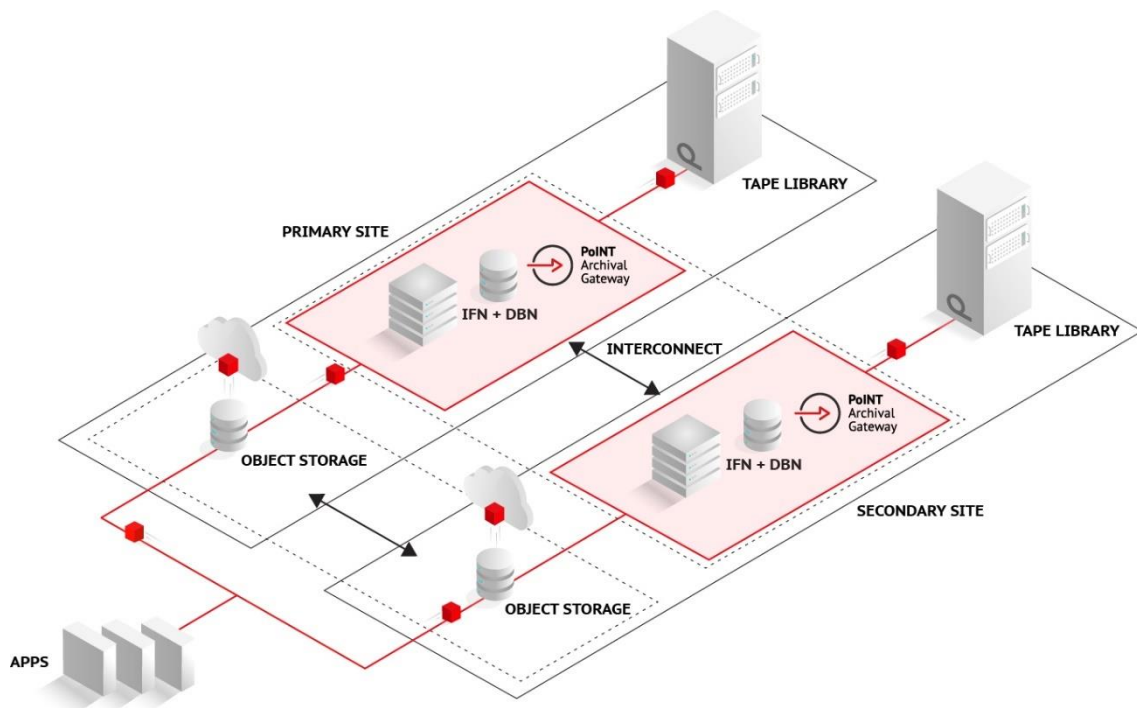 TAPE LIBRARY
PRIMARY SITE
PoINT
Archival
Gateway
IFN + DBN
TAPE LIBRARY
INTERCONNECT
PoINT
Archival
Gateway
OBJECT STORAGE
IFN + DBN
SECONDARY SITE
OBJECT STORAGE
APPS